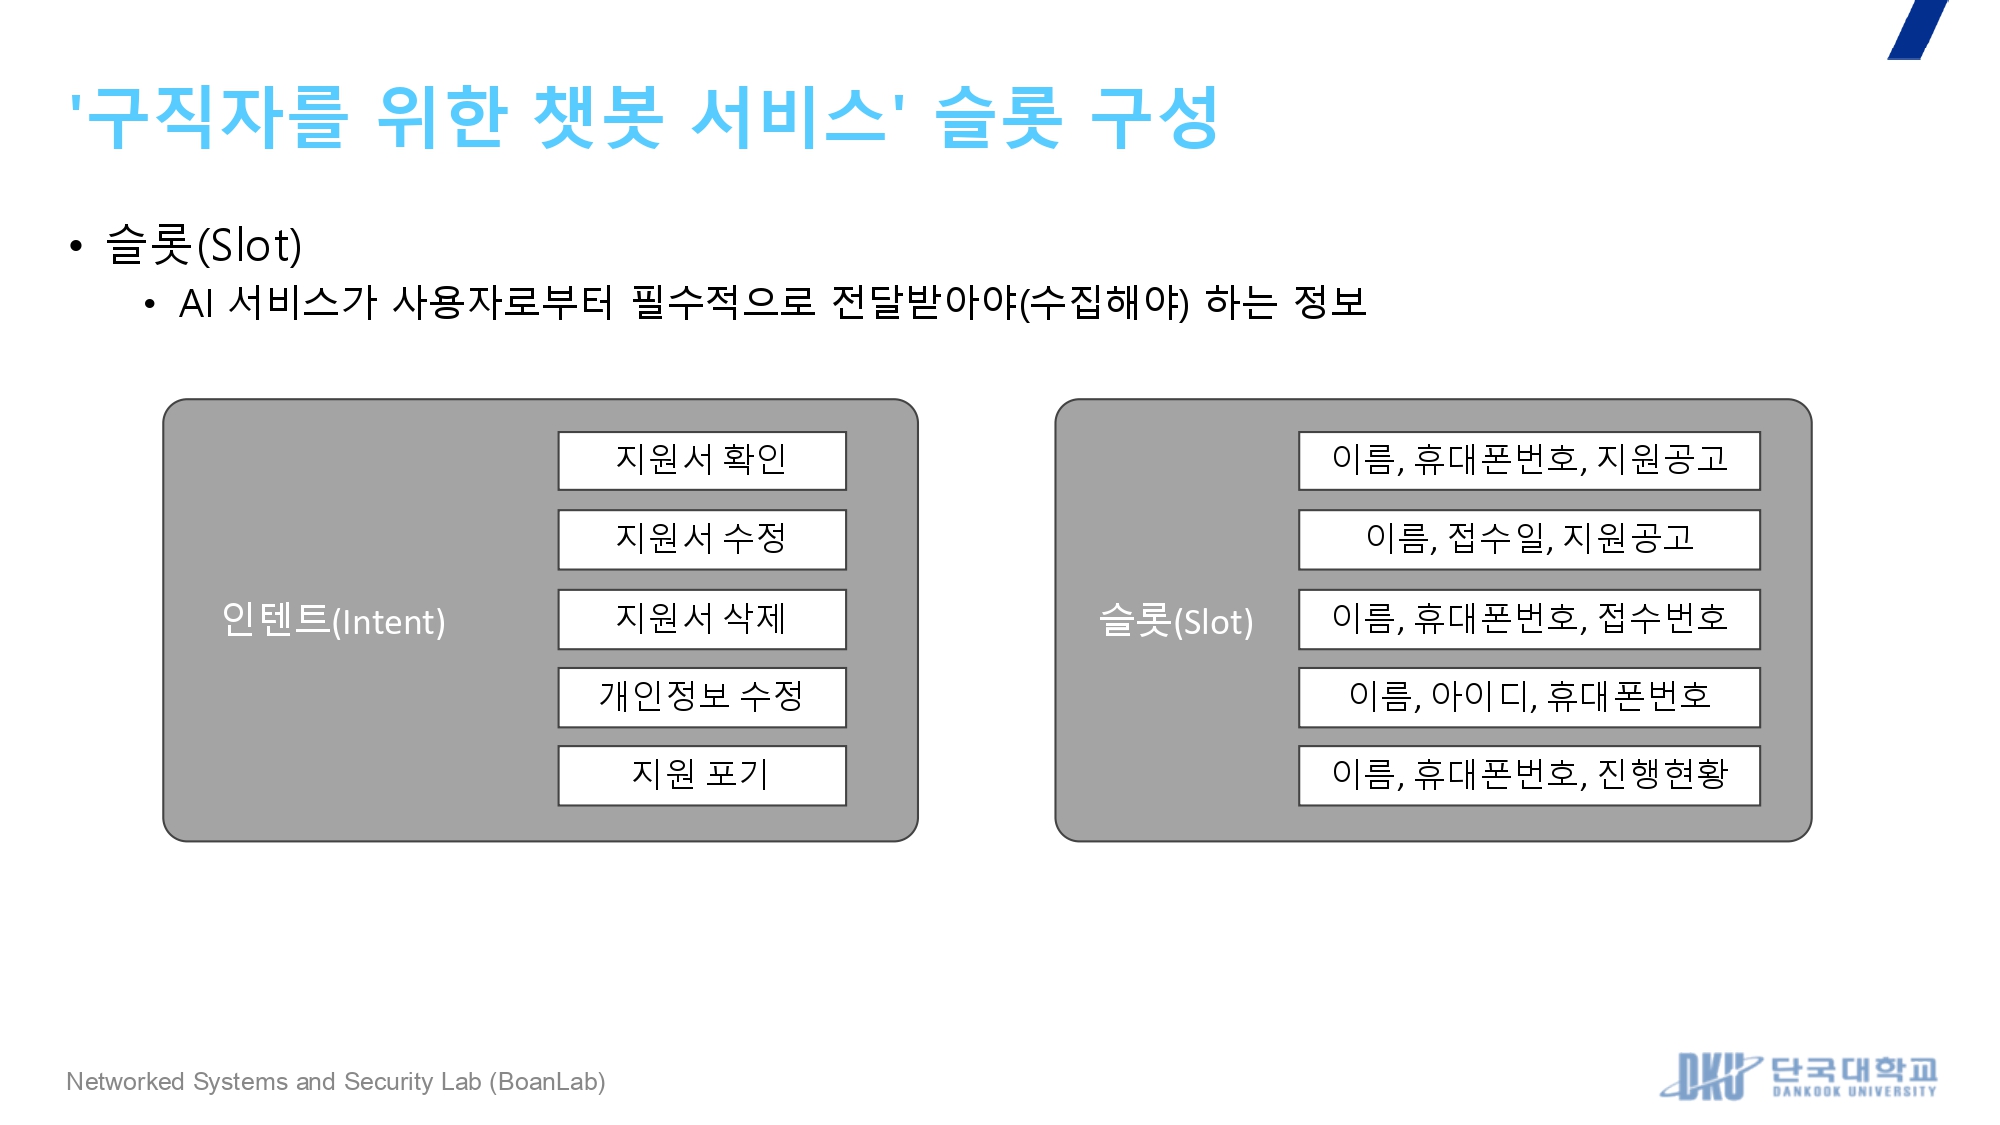 '구직자를 위한 챗봇 서비스' 슬롯 구성
• 슬롯(Slot)
• AI 서비스가 사용자로부터 필수적으로 전달받아야(수집해야) 하는 정보
인텐트(Intent)
지원서 확인
지원서 수정
지원서 삭제
개인정보 수정
지원 포기
슬롯(Slot)
이름, 휴대폰번호, 지원공고
이름, 접수일, 지원공고
이름, 휴대폰번호, 접수번호
이름, 아이디, 휴대폰번호
이름, 휴대폰번호, 진행현황
Networked Systems and Security Lab (BoanLab)
DKU 단국대학교
DANKOOK UNIVERSITY